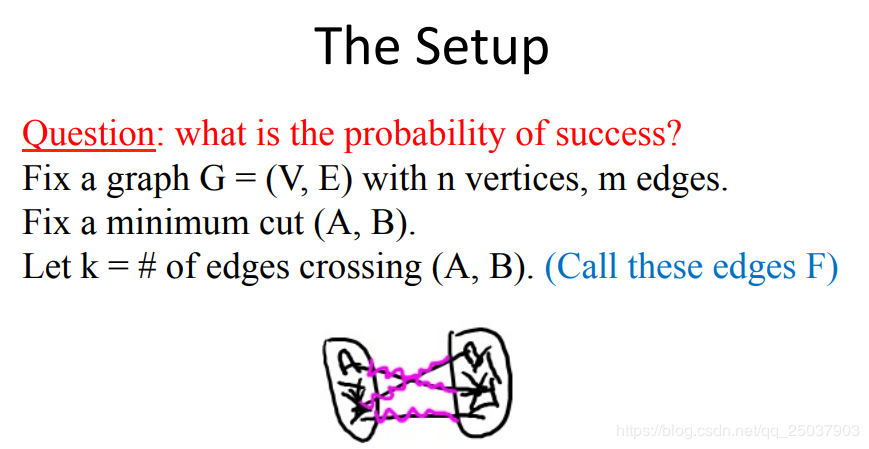 The Setup
Question: what is the probability of success?
Fix a graph G = (V, E) with n vertices, m edges.
Fix a minimum cut (A, B).
Let k = # of edges crossing (A, B). (Call these edges F)
A B
https://blog.csdn.net/qq_25037903